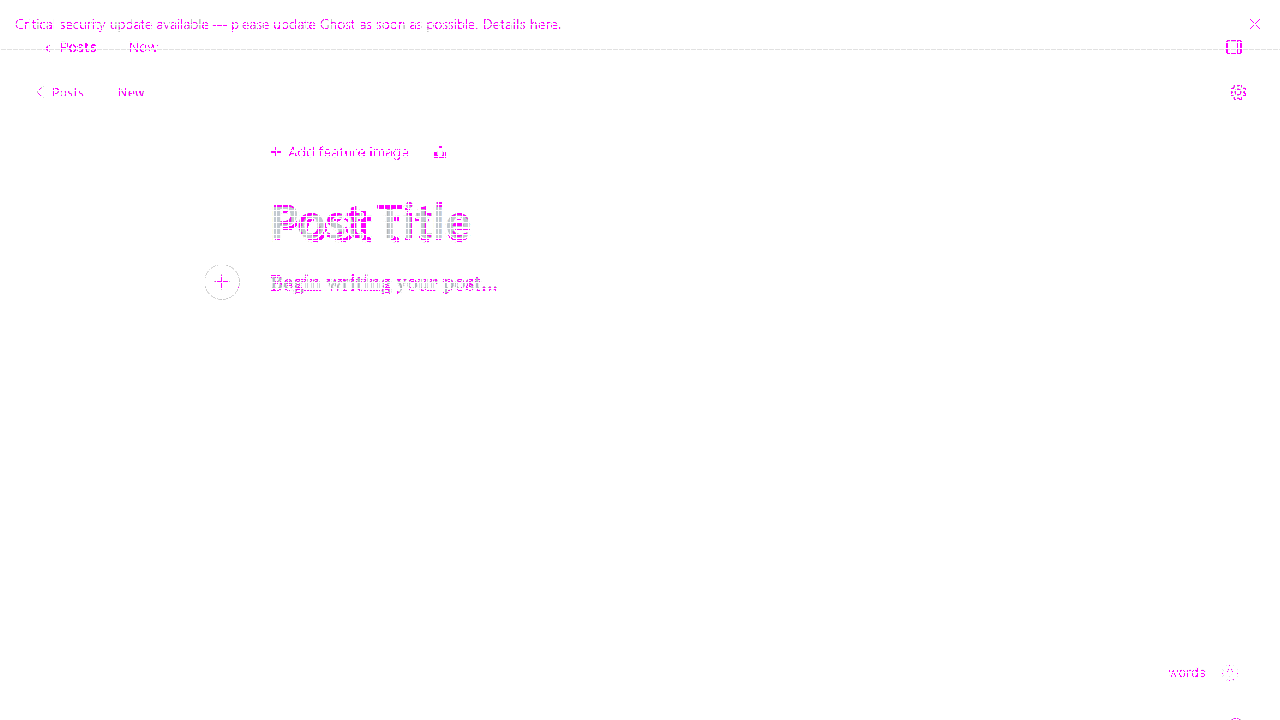 Critical security update available — please update Ghost as soon as possible. Details here.
Posts New
Posts New
+ Add feature image
Post Title
Begin writing your post...
words